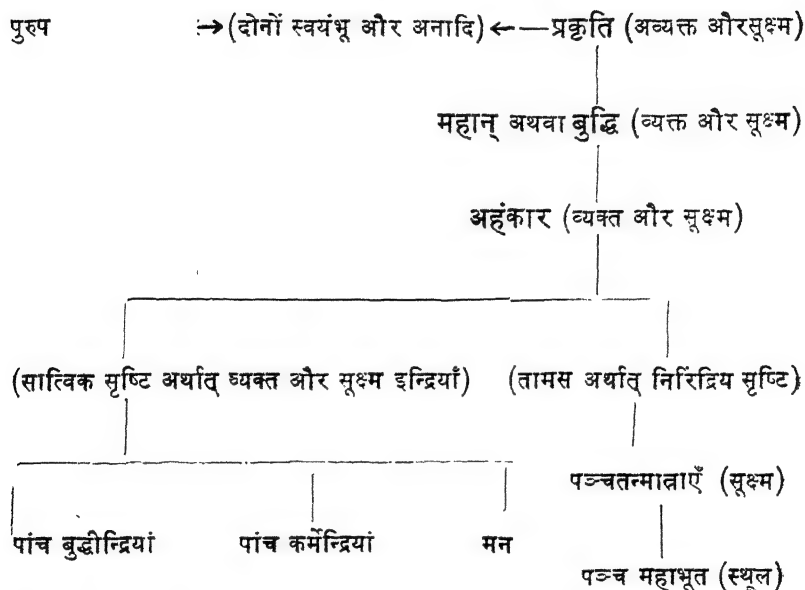 पुरुष →(दोनों स्वयंभू और अनादि)←—प्रकृति (अव्यक्त औरसूक्ष्म)
महान् अथवा बुद्धि (व्यक्त और सूक्ष्म)
अहंकार (व्यक्त और सूक्ष्म)
(सात्विक सृष्टि अर्थात् व्यक्त और सूक्ष्म इन्द्रियाँ) (तामस अर्थात् निरिंद्रिय सृष्टि)
पञ्चतन्मात्राएँ (सूक्ष्म)
पांच बुद्धीन्द्रियां पांच कर्मेन्द्रियां मन
पञ्च महाभूत (स्थूल)